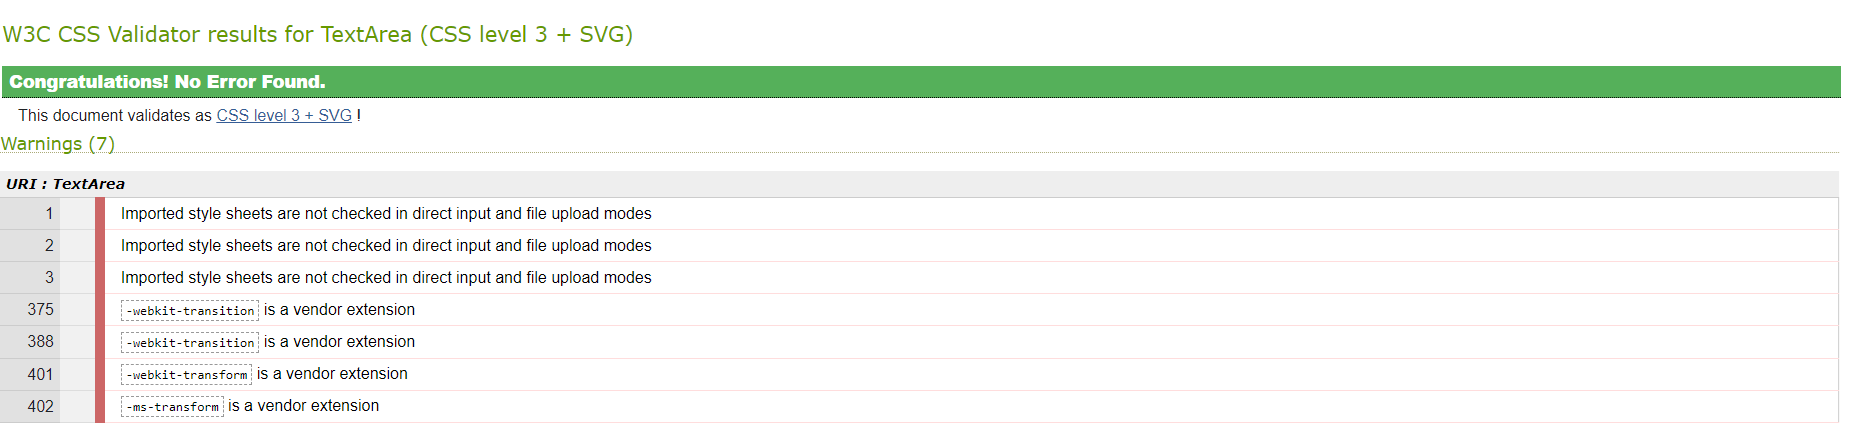 W3C CSS Validator results for TextArea (CSS level 3 + SVG)
Congratulations! No Error Found.
This document validates as CSS level 3 + SVG !
Warnings (7)
URI : TextArea
1 Imported style sheets are not checked in direct input and file upload modes
2 Imported style sheets are not checked in direct input and file upload modes
3 Imported style sheets are not checked in direct input and file upload modes
375 -webkit-transition is a vendor extension
388 -webkit-transition is a vendor extension
401 -webkit-transform is a vendor extension
402 -ms-transform is a vendor extension